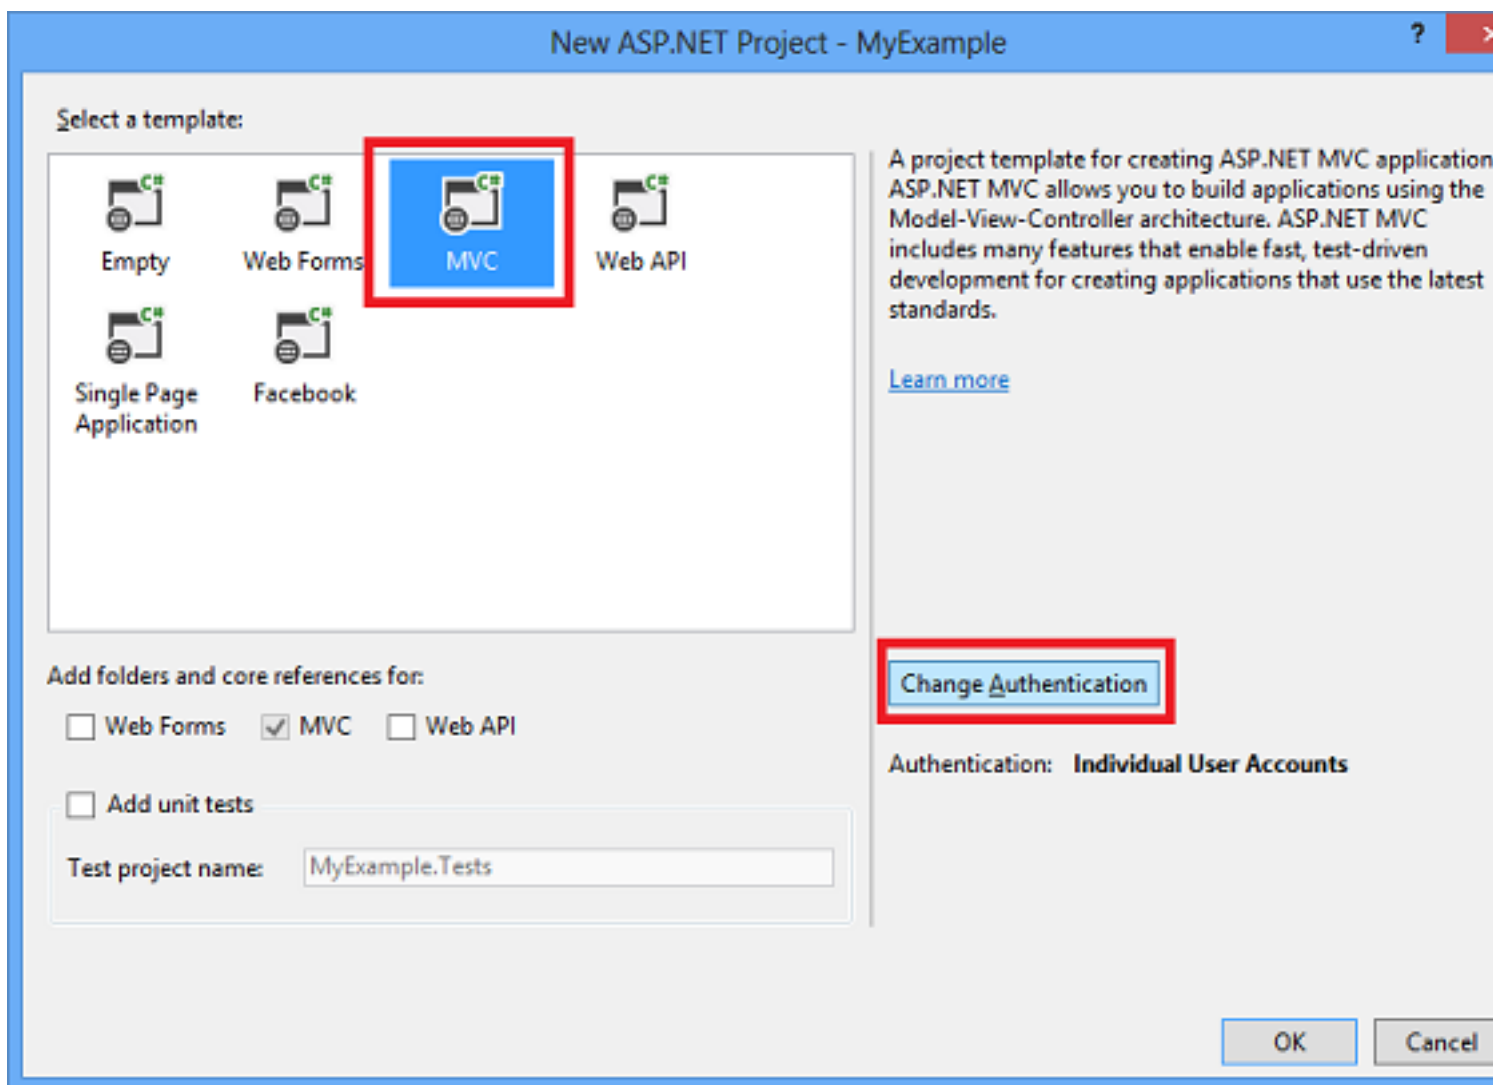 New ASP.NET Project - MyExample
?
Select a template:
C# C# C# C#
Empty Web Forms MVC Web API
C# C#
Single Page Facebook
Application
A project template for creating ASP.NET MVC application
ASP.NET MVC allows you to build applications using the
Model-View-Controller architecture. ASP.NET MVC
includes many features that enable fast, test-driven
development for creating applications that use the latest
standards.
Learn more
Add folders and core references for:
Web Forms MVC Web API
Add unit tests
Test project name: MyExample.Tests
Change Authentication
Authentication: Individual User Accounts
OK Cancel